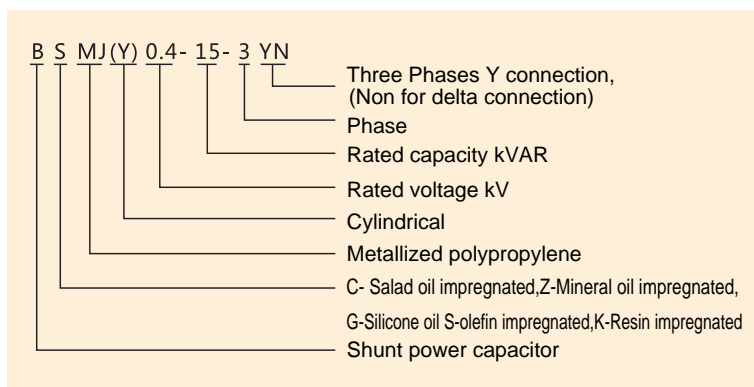 B S MJ(Y) 0.4- 15- 3 YN
Three Phases Y connection,
(Non for delta connection)
Phase
Rated capacity kVAR
Rated voltage kV
Cylindrical
Metallized polypropylene
C- Salad oil impregnated,Z-Mineral oil impregnated,
G-Silicone oil S-olefin impregnated,K-Resin impregnated
Shunt power capacitor